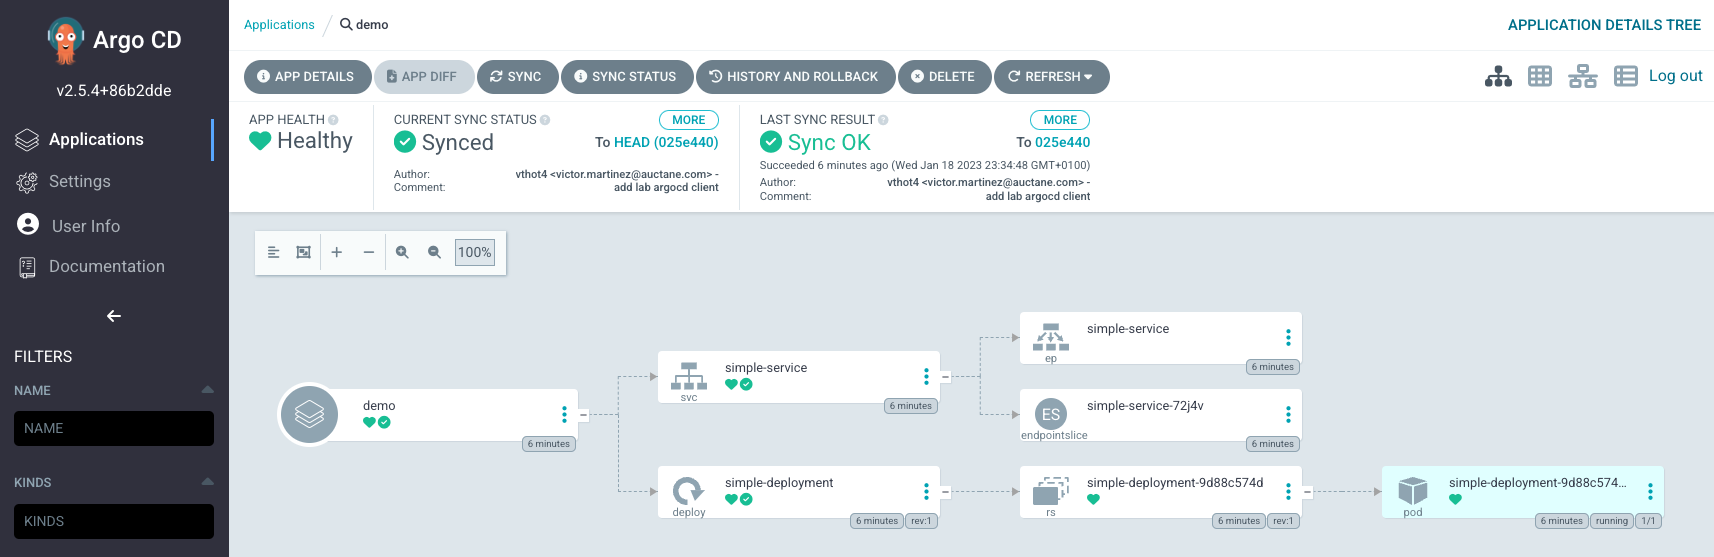 Argo CD
v2.5.4+86b2dde
Applications
Settings
User Info
Documentation
FILTERS
NAME
NAME
KINDS
KINDS
Applications / demo
APPLICATION DETAILS TREE
APP DETAILS APP DIFF SYNC SYNC STATUS HISTORY AND ROLLBACK DELETE REFRESH
Log out
APP HEALTH ?
Healthy
CURRENT SYNC STATUS ? MORE
Synced To HEAD (025e440)
Author: vthot4 <victor.martinez@auctane.com> -
Comment: add lab argocd client
LAST SYNC RESULT ? MORE
Sync OK To 025e440
Succeeded 6 minutes ago (Wed Jan 18 2023 23:34:48 GMT+0100)
Author: vthot4 <victor.martinez@auctane.com> -
Comment: add lab argocd client
100%
demo
6 minutes
simple-service
svc
6 minutes
simple-deployment
deploy
6 minutes rev:1
simple-service
ep
6 minutes
ES
simple-service-72j4v
endpointslice
6 minutes
simple-deployment-9d88c574d
rs
6 minutes rev:1
simple-deployment-9d88c574...
pod
6 minutes running 1/1